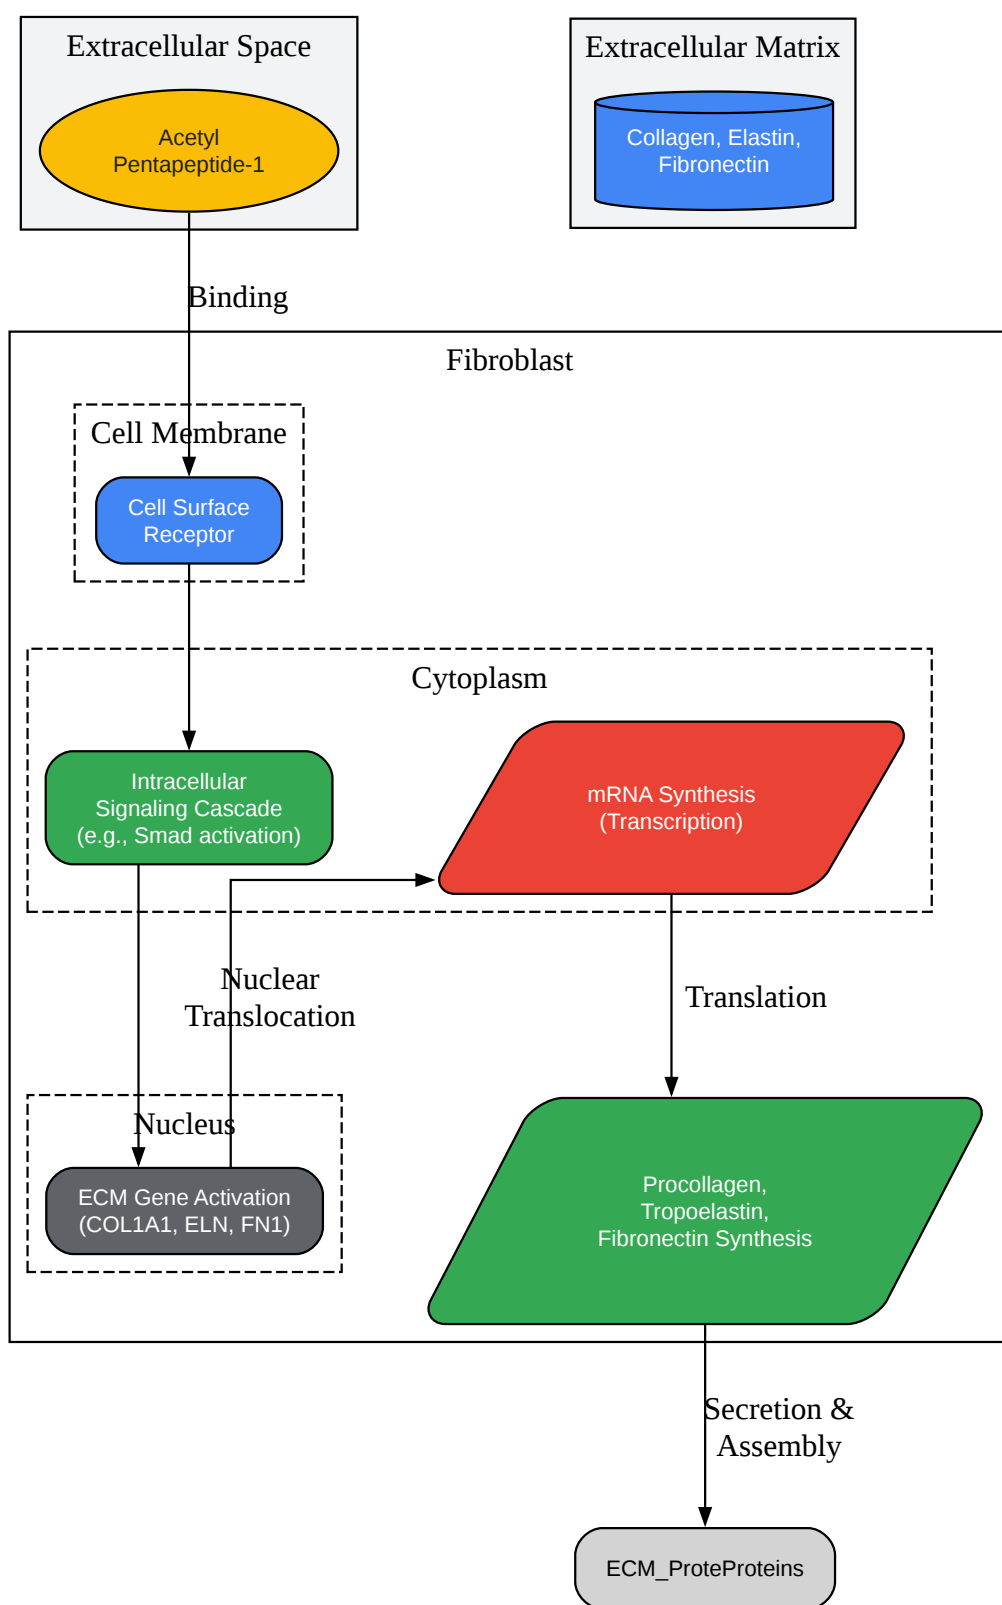 Extracellular Space
Acetyl
Pentapeptide-1
Extracellular Matrix
Collagen, Elastin,
Fibronectin
Binding
Fibroblast
Cell Membrane
Cell Surface
Receptor
Cytoplasm
Intracellular
Signaling Cascade
(e.g., Smad activation)
mRNA Synthesis
(Transcription)
Nuclear
Translocation
Translation
Nucleus
ECM Gene Activation
(COL1A1, ELN, FN1)
Procollagen,
Tropoelastin,
Fibronectin Synthesis
Secretion &
Assembly
ECM_ProteProteins